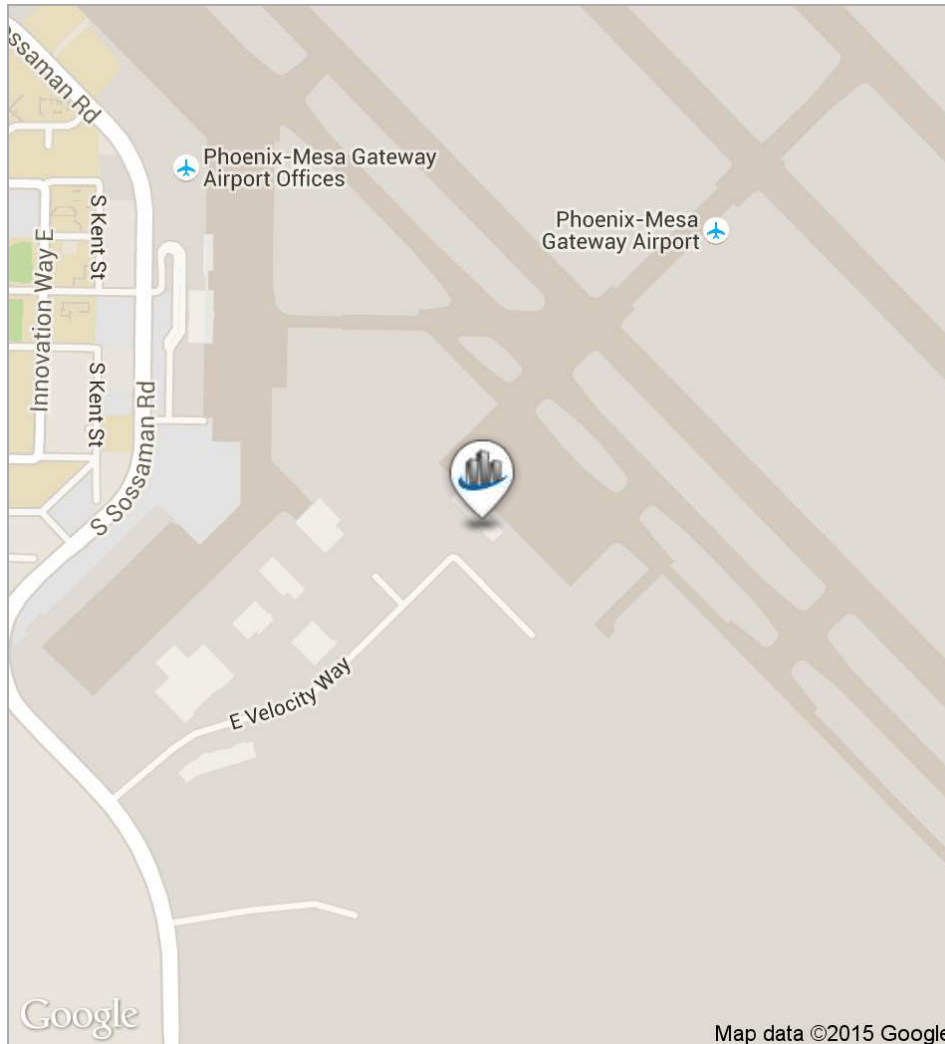 ossaman Rd
Phoenix-Mesa Gateway
Airport Offices
Phoenix-Mesa
Gateway Airport
S Kent St
Innovation Way E
S Kent St
S Sossaman Rd
E Velocity Way
Google
Map data ©2015 Google